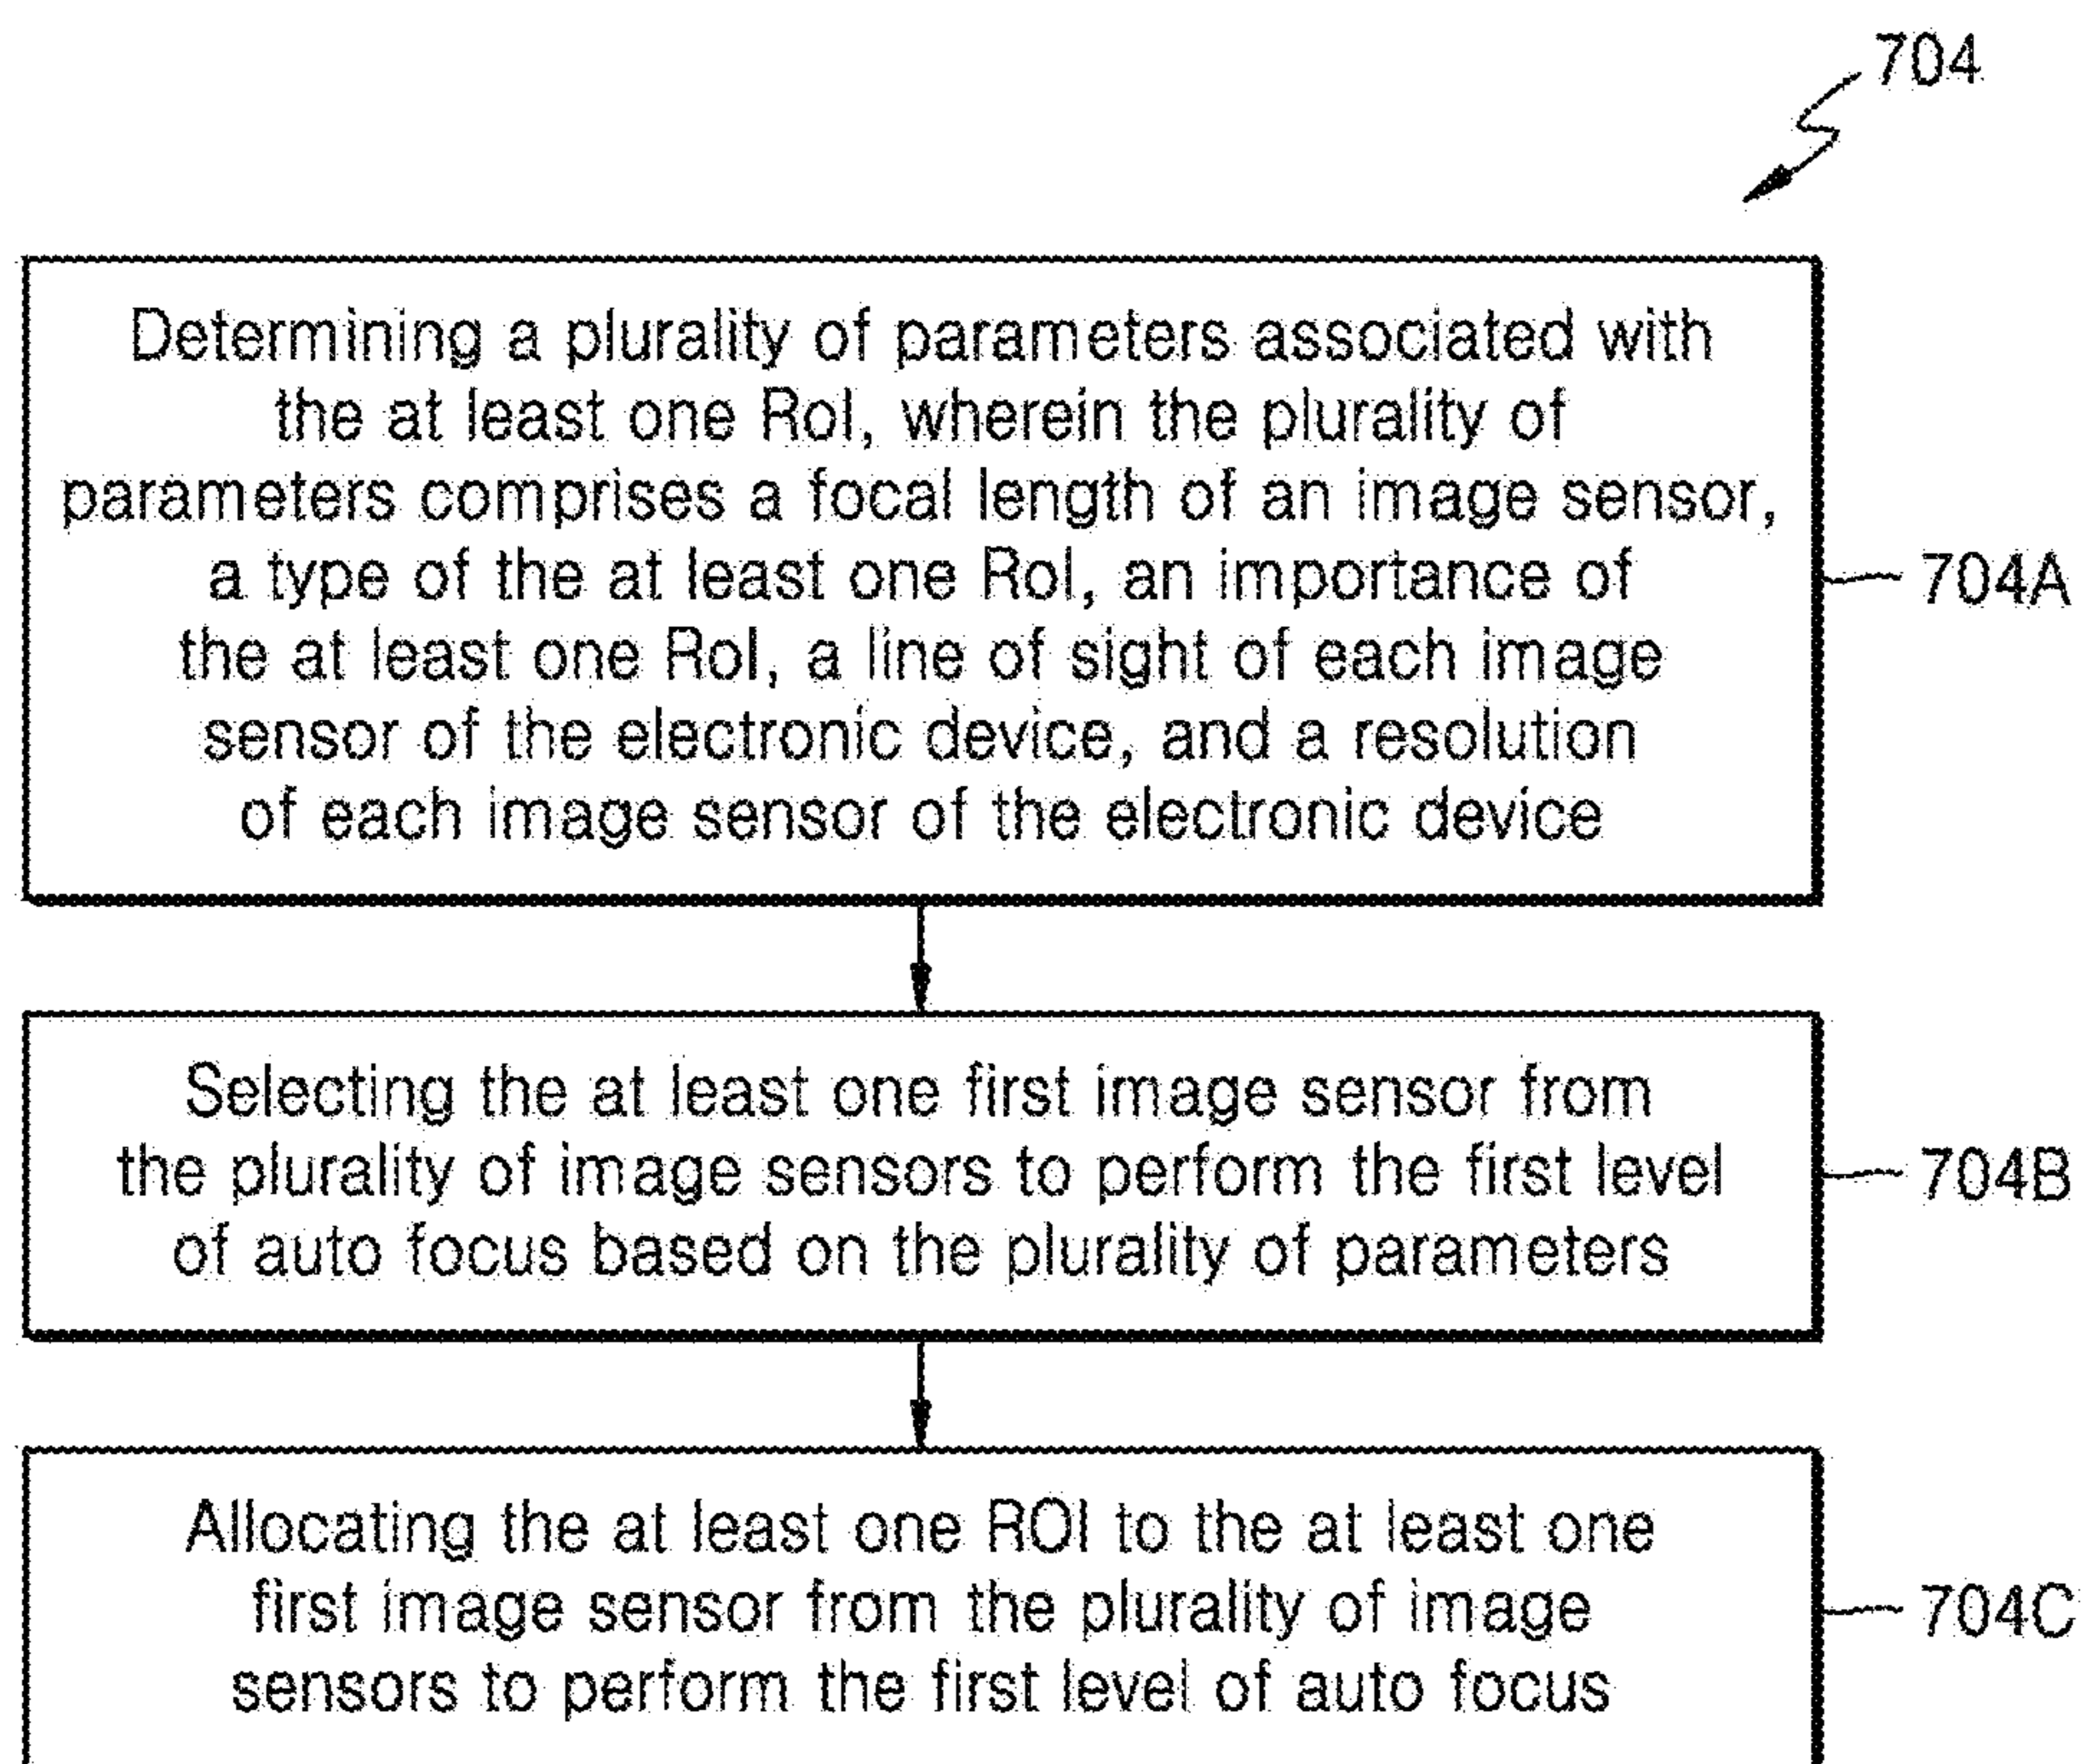 704
Determining a plurality of parameters associated with
the at least one RoI, wherein the plurality of
parameters comprises a focal length of an image sensor,
a type of the at least one RoI, an importance of
the at least one RoI, a line of sight of each image
sensor of the electronic device, and a resolution
of each image sensor of the electronic device
704A
Selecting the at least one first image sensor from
the plurality of image sensors to perform the first level
of auto focus based on the plurality of parameters
704B
Allocating the at least one ROI to the at least one
first image sensor from the plurality of image
sensors to perform the first level of auto focus
704C